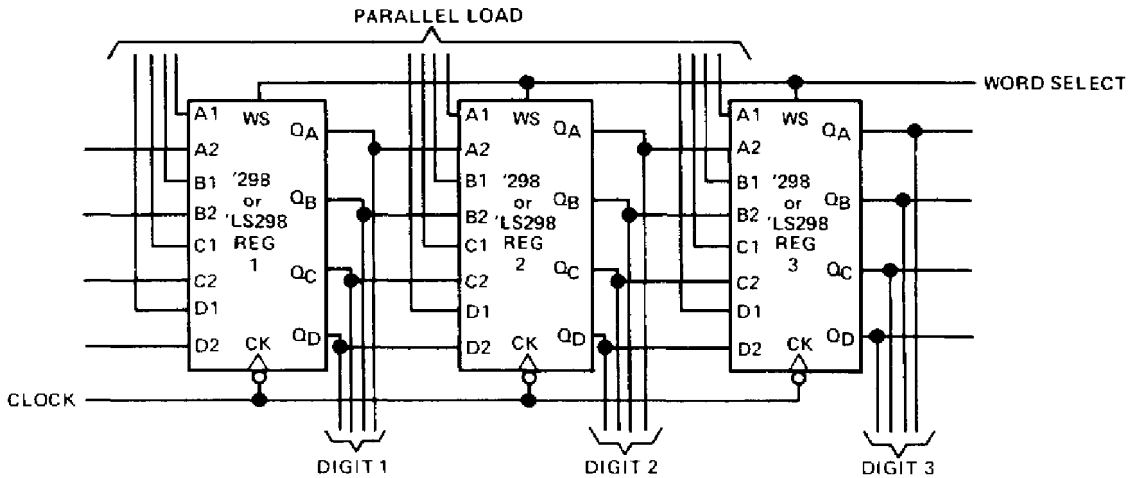 PARALLEL LOAD
WORD SELECT
A1 WS QA
A2
B1 '298 QB
or
B2 'LS298
C1 REG
1 QC
C2
D1
QD
D2 CK
A1 WS QA
A2
B1 '298 QB
or
B2 'LS298
C1 REG
2 QC
C2
D1
QD
D2 CK
A1 WS QA
A2
B1 '298 QB
or
B2 'LS298
C1 REG
3 QC
C2
D1
QD
D2 CK
CLOCK
DIGIT 1
DIGIT 2
DIGIT 3